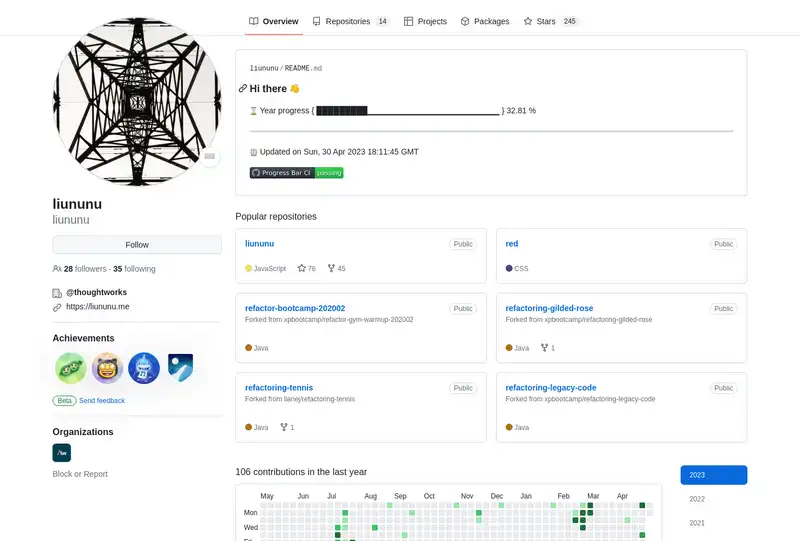 Overview
Repositories 14
Projects
Packages
Stars 245
liununu
liununu
Follow
28 followers · 35 following
@thoughtworks
https://liununu.me
Achievements
Beta Send feedback
Organizations
/tw
Block or Report
liununu/README.md
Hi there 👋
⏳ Year progress { █████████▁▁▁▁▁▁▁▁▁▁▁▁▁▁▁▁▁▁▁▁▁ } 32.81 %
⏰ Updated on Sun, 30 Apr 2023 18:11:45 GMT
Progress Bar CI passing
Popular repositories
liununu Public
JavaScript 76 45
red Public
CSS
refactor-bootcamp-202002 Public
Forked from xpbootcamp/refactor-gym-warmup-202002
Java
refactoring-gilded-rose Public
Forked from xpbootcamp/refactoring-gilded-rose
Java 1
refactoring-tennis Public
Forked from lianej/refactoring-tennis
Java 1
refactoring-legacy-code Public
Forked from xpbootcamp/refactoring-legacy-code
Java
106 contributions in the last year
May Jun Jul Aug Sep Oct Nov Dec Jan Feb Mar Apr
Mon
Wed
Fri
2023
2022
2021